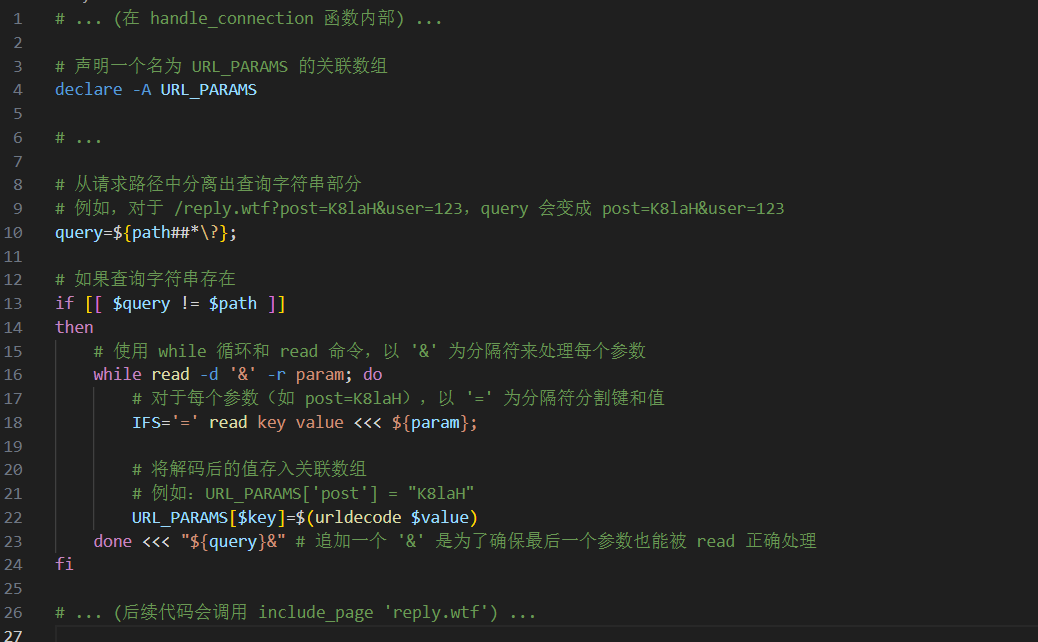 1 # ... (在 handle_connection 函数内部) ...
2
3 # 声明一个名为 URL_PARAMS 的关联数组
4 declare -A URL_PARAMS
5
6 # ...
7
8 # 从请求路径中分离出查询字符串部分
9 # 例如，对于 /reply.wtf?post=K8laH&user=123，query 会变成 post=K8laH&user=123
10 query=${path##*\?};
11
12 # 如果查询字符串存在
13 if [[ $query != $path ]]
14 then
15 # 使用 while 循环和 read 命令，以 '&' 为分隔符来处理每个参数
16 while read -d '&' -r param; do
17 # 对于每个参数（如 post=K8laH），以 '=' 为分隔符分割键和值
18 IFS='=' read key value <<< ${param};
19
20 # 将解码后的值存入关联数组
21 # 例如：URL_PARAMS['post'] = "K8laH"
22 URL_PARAMS[$key]=$(urldecode $value)
23 done <<< "${query}&" # 追加一个 '&' 是为了确保最后一个参数也能被 read 正确处理
24 fi
25
26 # ... (后续代码会调用 include_page 'reply.wtf') ...
27